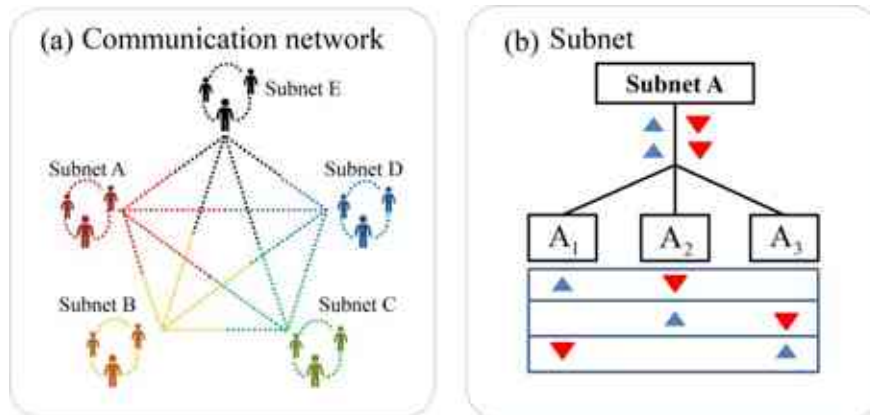 (a) Communication network
Subnet E
Subnet A
Subnet D
Subnet B
Subnet C
(b) Subnet
Subnet A
A₁ A₂ A₃